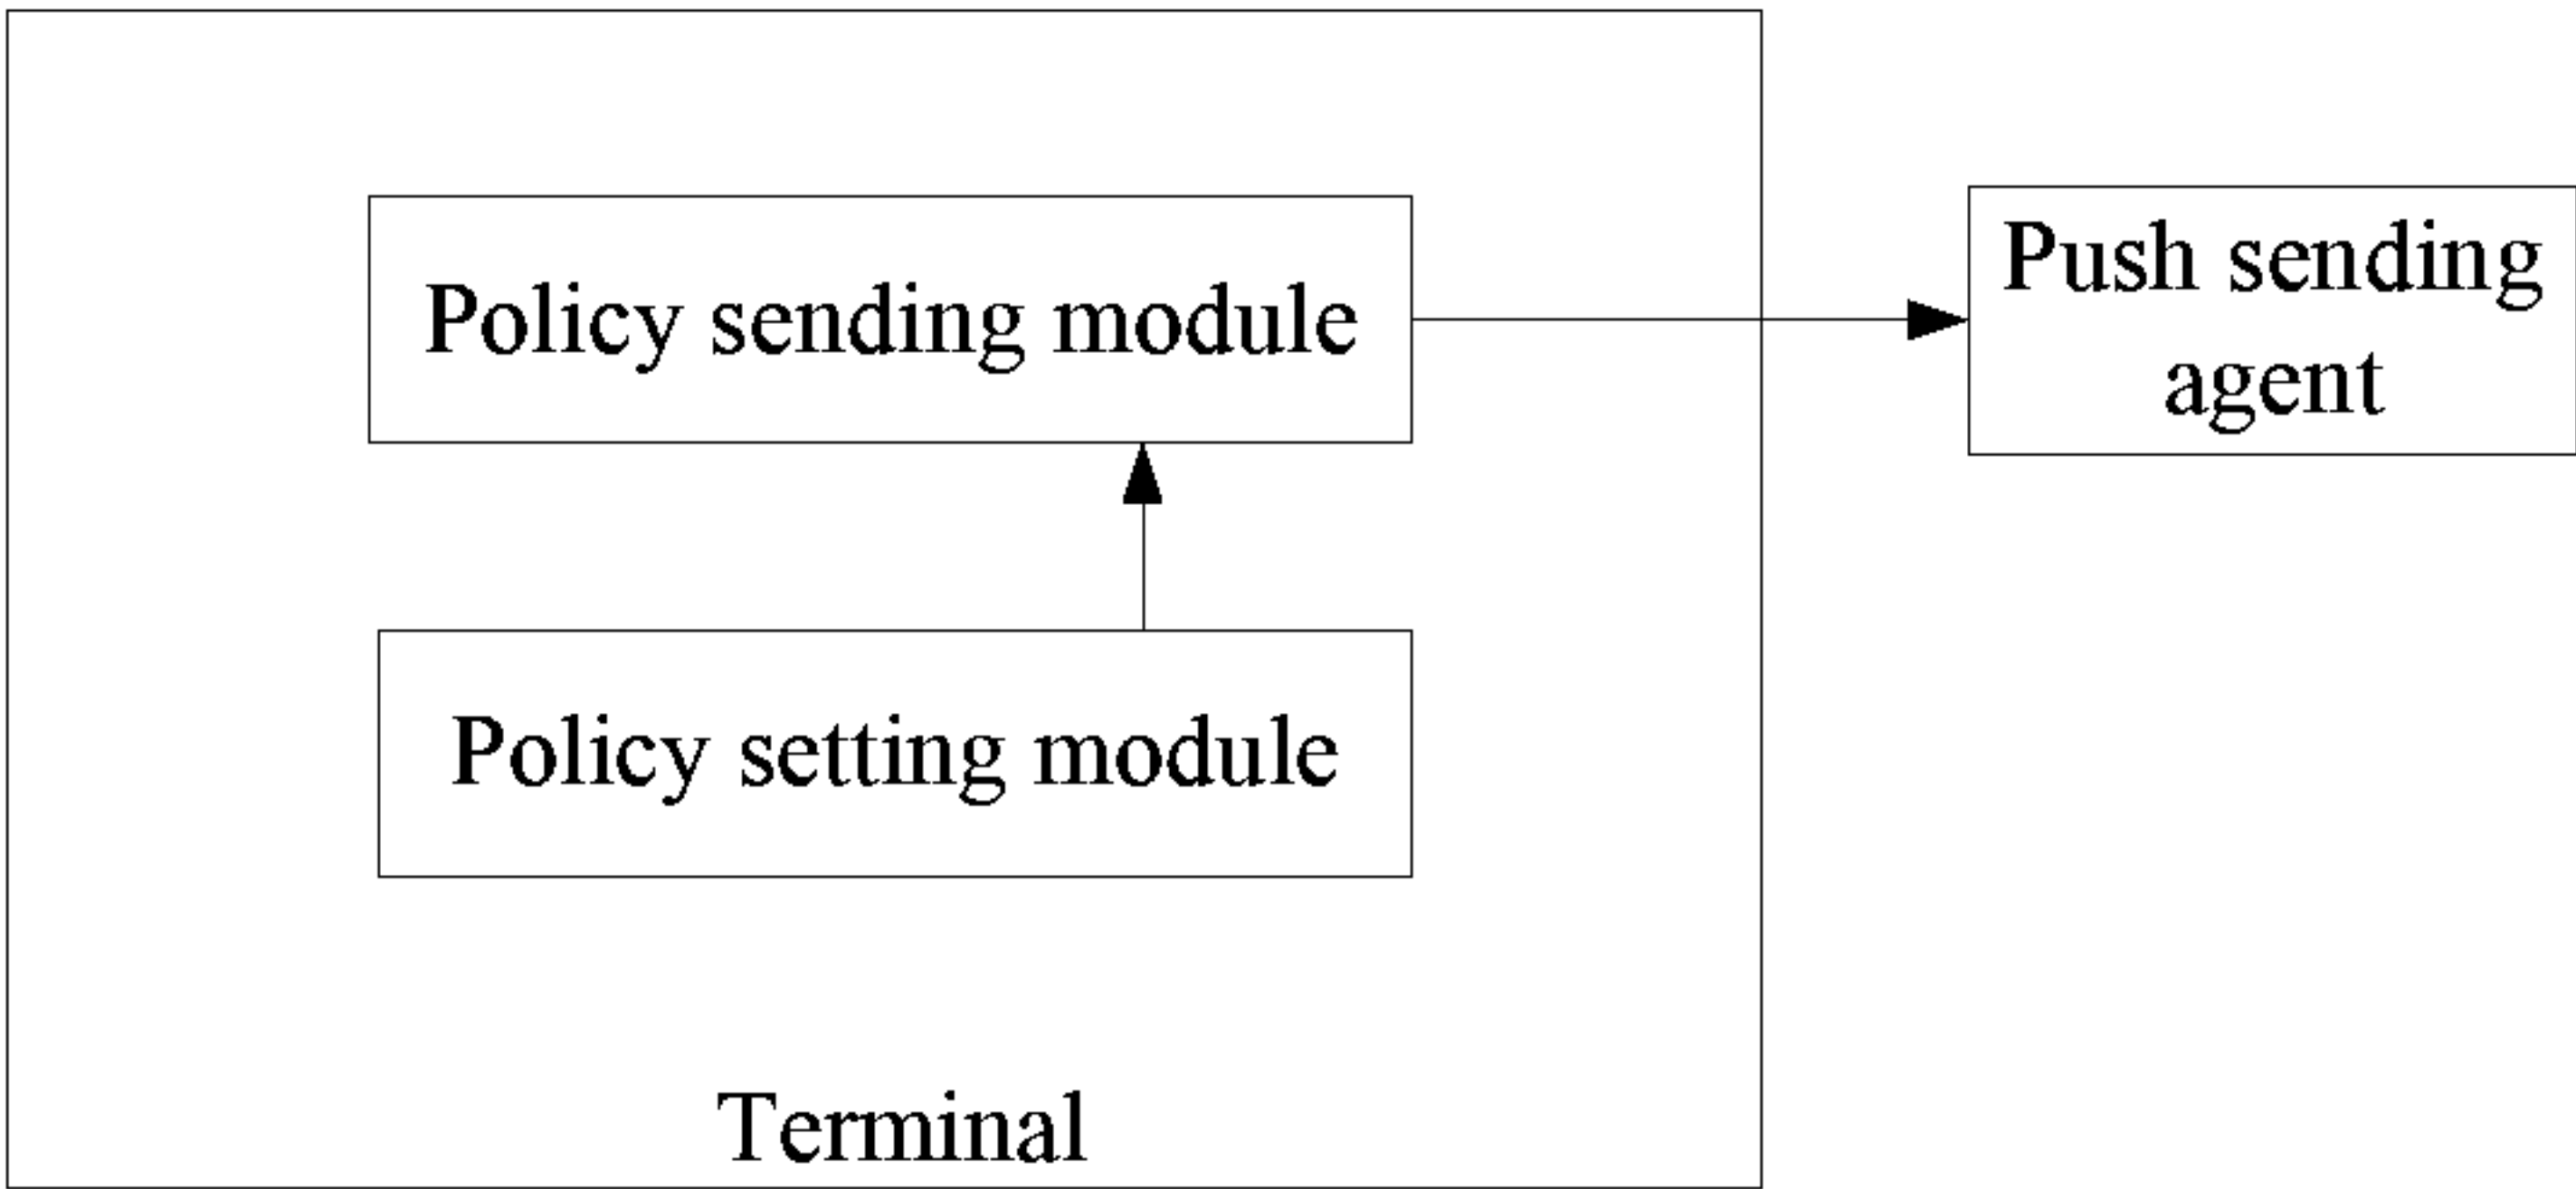 Policy sending module
Push sending
agent
Policy setting module
Terminal